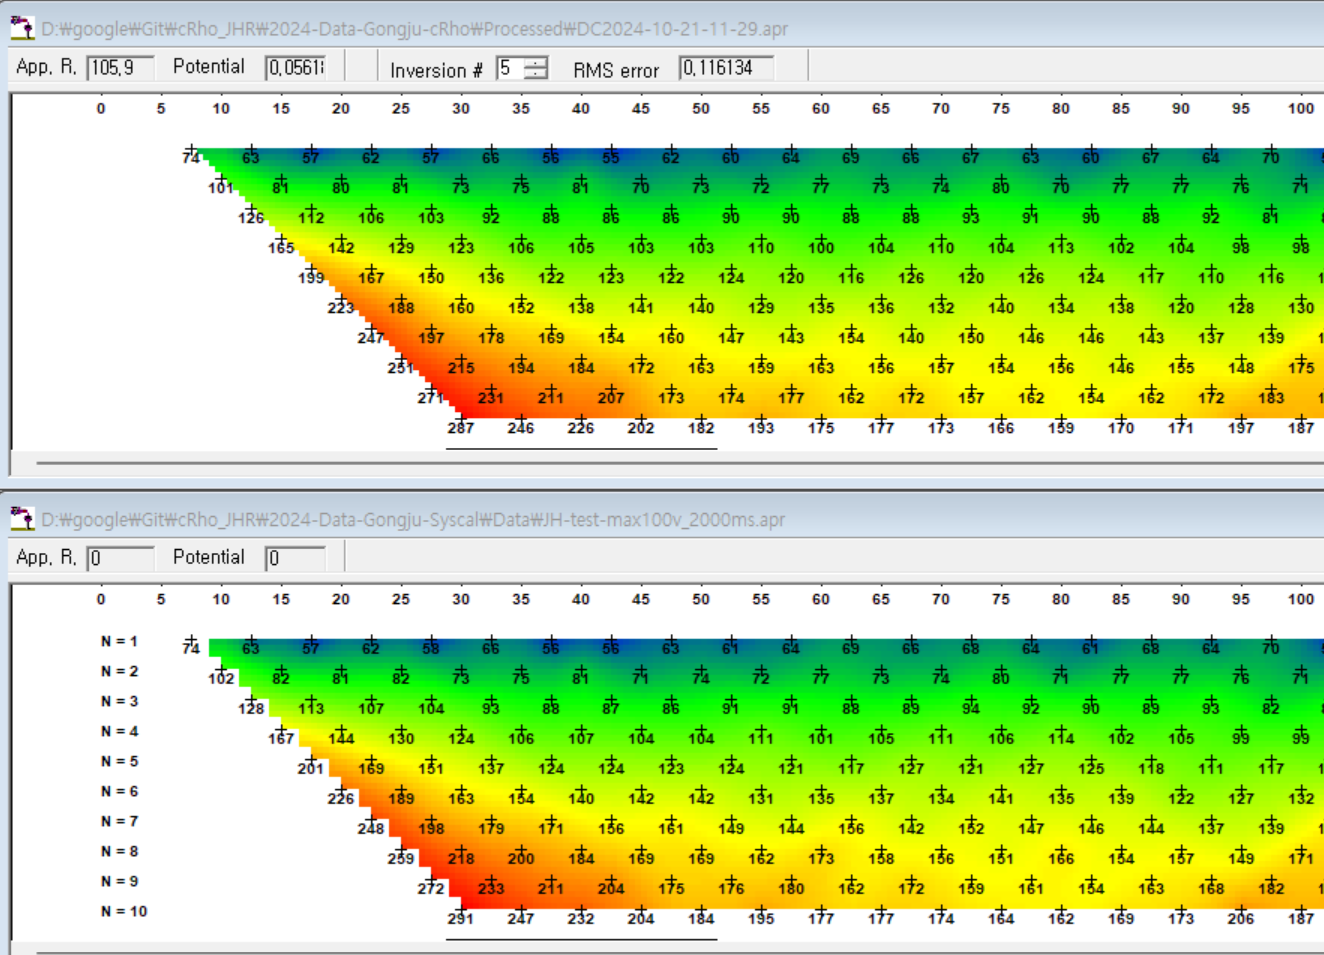 D:₩google₩Git₩cRho_JHR₩2024-Data-Gongju-cRho₩Processed₩DC2024-10-21-11-29.apr
App, R, 105,9 Potential Inversion # 5 RMS error 0,116134
0 5 10 15 20 25 30 35 40 45 50 55 60 65 70 75 80 85 90 95 100
74 63 57 62 57 66 56 55 62 60 64 69 66 67 63 60 67 64 70
101 81 80 81 73 75 81 70 73 72 77 73 74 80 70 77 77 76 71
126 112 106 103 92 88 86 86 90 90 88 88 93 91 90 88 92 81
165 142 129 123 106 105 103 103 110 100 104 110 104 113 102 104 98 98
199 167 150 136 122 123 122 124 120 116 126 120 126 124 117 110 116
223 188 160 152 138 141 140 129 135 136 132 140 134 138 120 128 130
247 197 178 169 154 160 147 143 154 140 150 146 143 137 139
251 215 194 184 172 163 159 163 156 157 154 156 146 155 148 175
271 231 211 207 173 174 177 162 172 157 162 154 162 172 183
287 246 226 202 182 193 175 177 173 166 159 170 171 197 187
D:₩google₩Git₩cRho_JHR₩2024-Data-Gongju-Syscal₩Data₩JH-test-max100v_2000ms.apr
App, R, 0 Potential 0
0 5 10 15 20 25 30 35 40 45 50 55 60 65 70 75 80 85 90 95 100
N = 1 74 63 57 62 58 66 56 56 63 61 64 69 66 68 64 61 68 64 70
N = 2 102 82 81 82 73 75 81 71 74 72 77 73 74 80 71 77 77 76 71
N = 3 128 113 107 104 93 88 87 86 91 91 88 89 94 92 90 89 93 82
N = 4 167 144 130 124 106 107 104 104 111 101 105 111 106 114 102 105 99 99
N = 5 201 169 151 137 124 124 123 124 121 117 127 121 127 125 118 111 117
N = 6 226 189 163 154 140 142 142 131 135 137 134 141 135 139 122 127 132
N = 7 248 198 179 171 156 161 149 144 156 142 152 147 146 144 137 139
N = 8 259 218 200 184 169 169 162 173 158 156 151 166 154 157 149 171
N = 9 272 233 211 204 175 176 180 162 172 159 161 154 163 168 182
N = 10 291 247 232 204 184 195 177 177 174 164 162 169 173 206 187